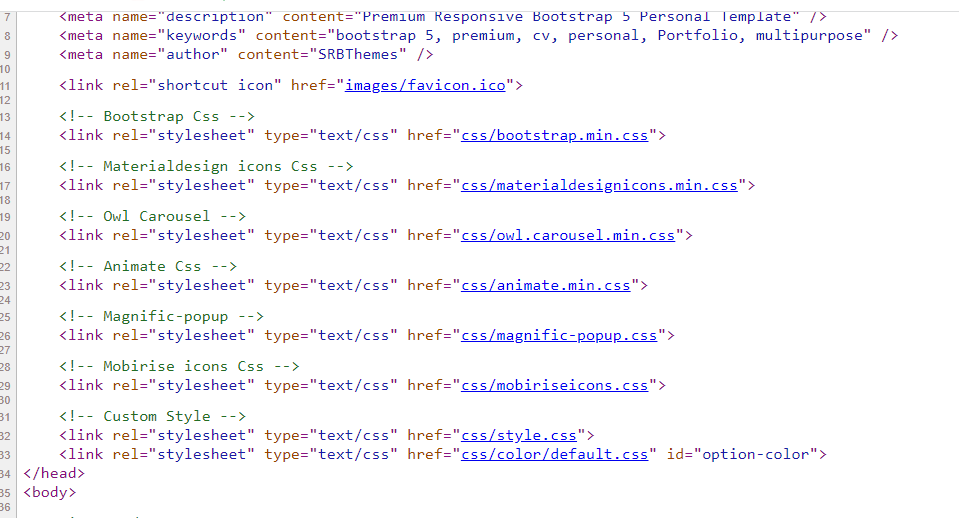 7 <meta name="description" content="Premium Responsive Bootstrap 5 Personal Template" />
8 <meta name="keywords" content="bootstrap 5, premium, cv, personal, Portfolio, multipurpose" />
9 <meta name="author" content="SRBThemes" />
10
11 <link rel="shortcut icon" href="images/favicon.ico">
12
13 <!-- Bootstrap Css -->
14 <link rel="stylesheet" type="text/css" href="css/bootstrap.min.css">
15
16 <!-- Materialdesign icons Css -->
17 <link rel="stylesheet" type="text/css" href="css/materialdesignicons.min.css">
18
19 <!-- Owl Carousel -->
20 <link rel="stylesheet" type="text/css" href="css/owl.carousel.min.css">
21
22 <!-- Animate Css -->
23 <link rel="stylesheet" type="text/css" href="css/animate.min.css">
24
25 <!-- Magnific-popup -->
26 <link rel="stylesheet" type="text/css" href="css/magnific-popup.css">
27
28 <!-- Mobirise icons Css -->
29 <link rel="stylesheet" type="text/css" href="css/mobiriseicons.css">
30
31 <!-- Custom Style -->
32 <link rel="stylesheet" type="text/css" href="css/style.css">
33 <link rel="stylesheet" type="text/css" href="css/color/default.css" id="option-color">
34 </head>
35 <body>
36